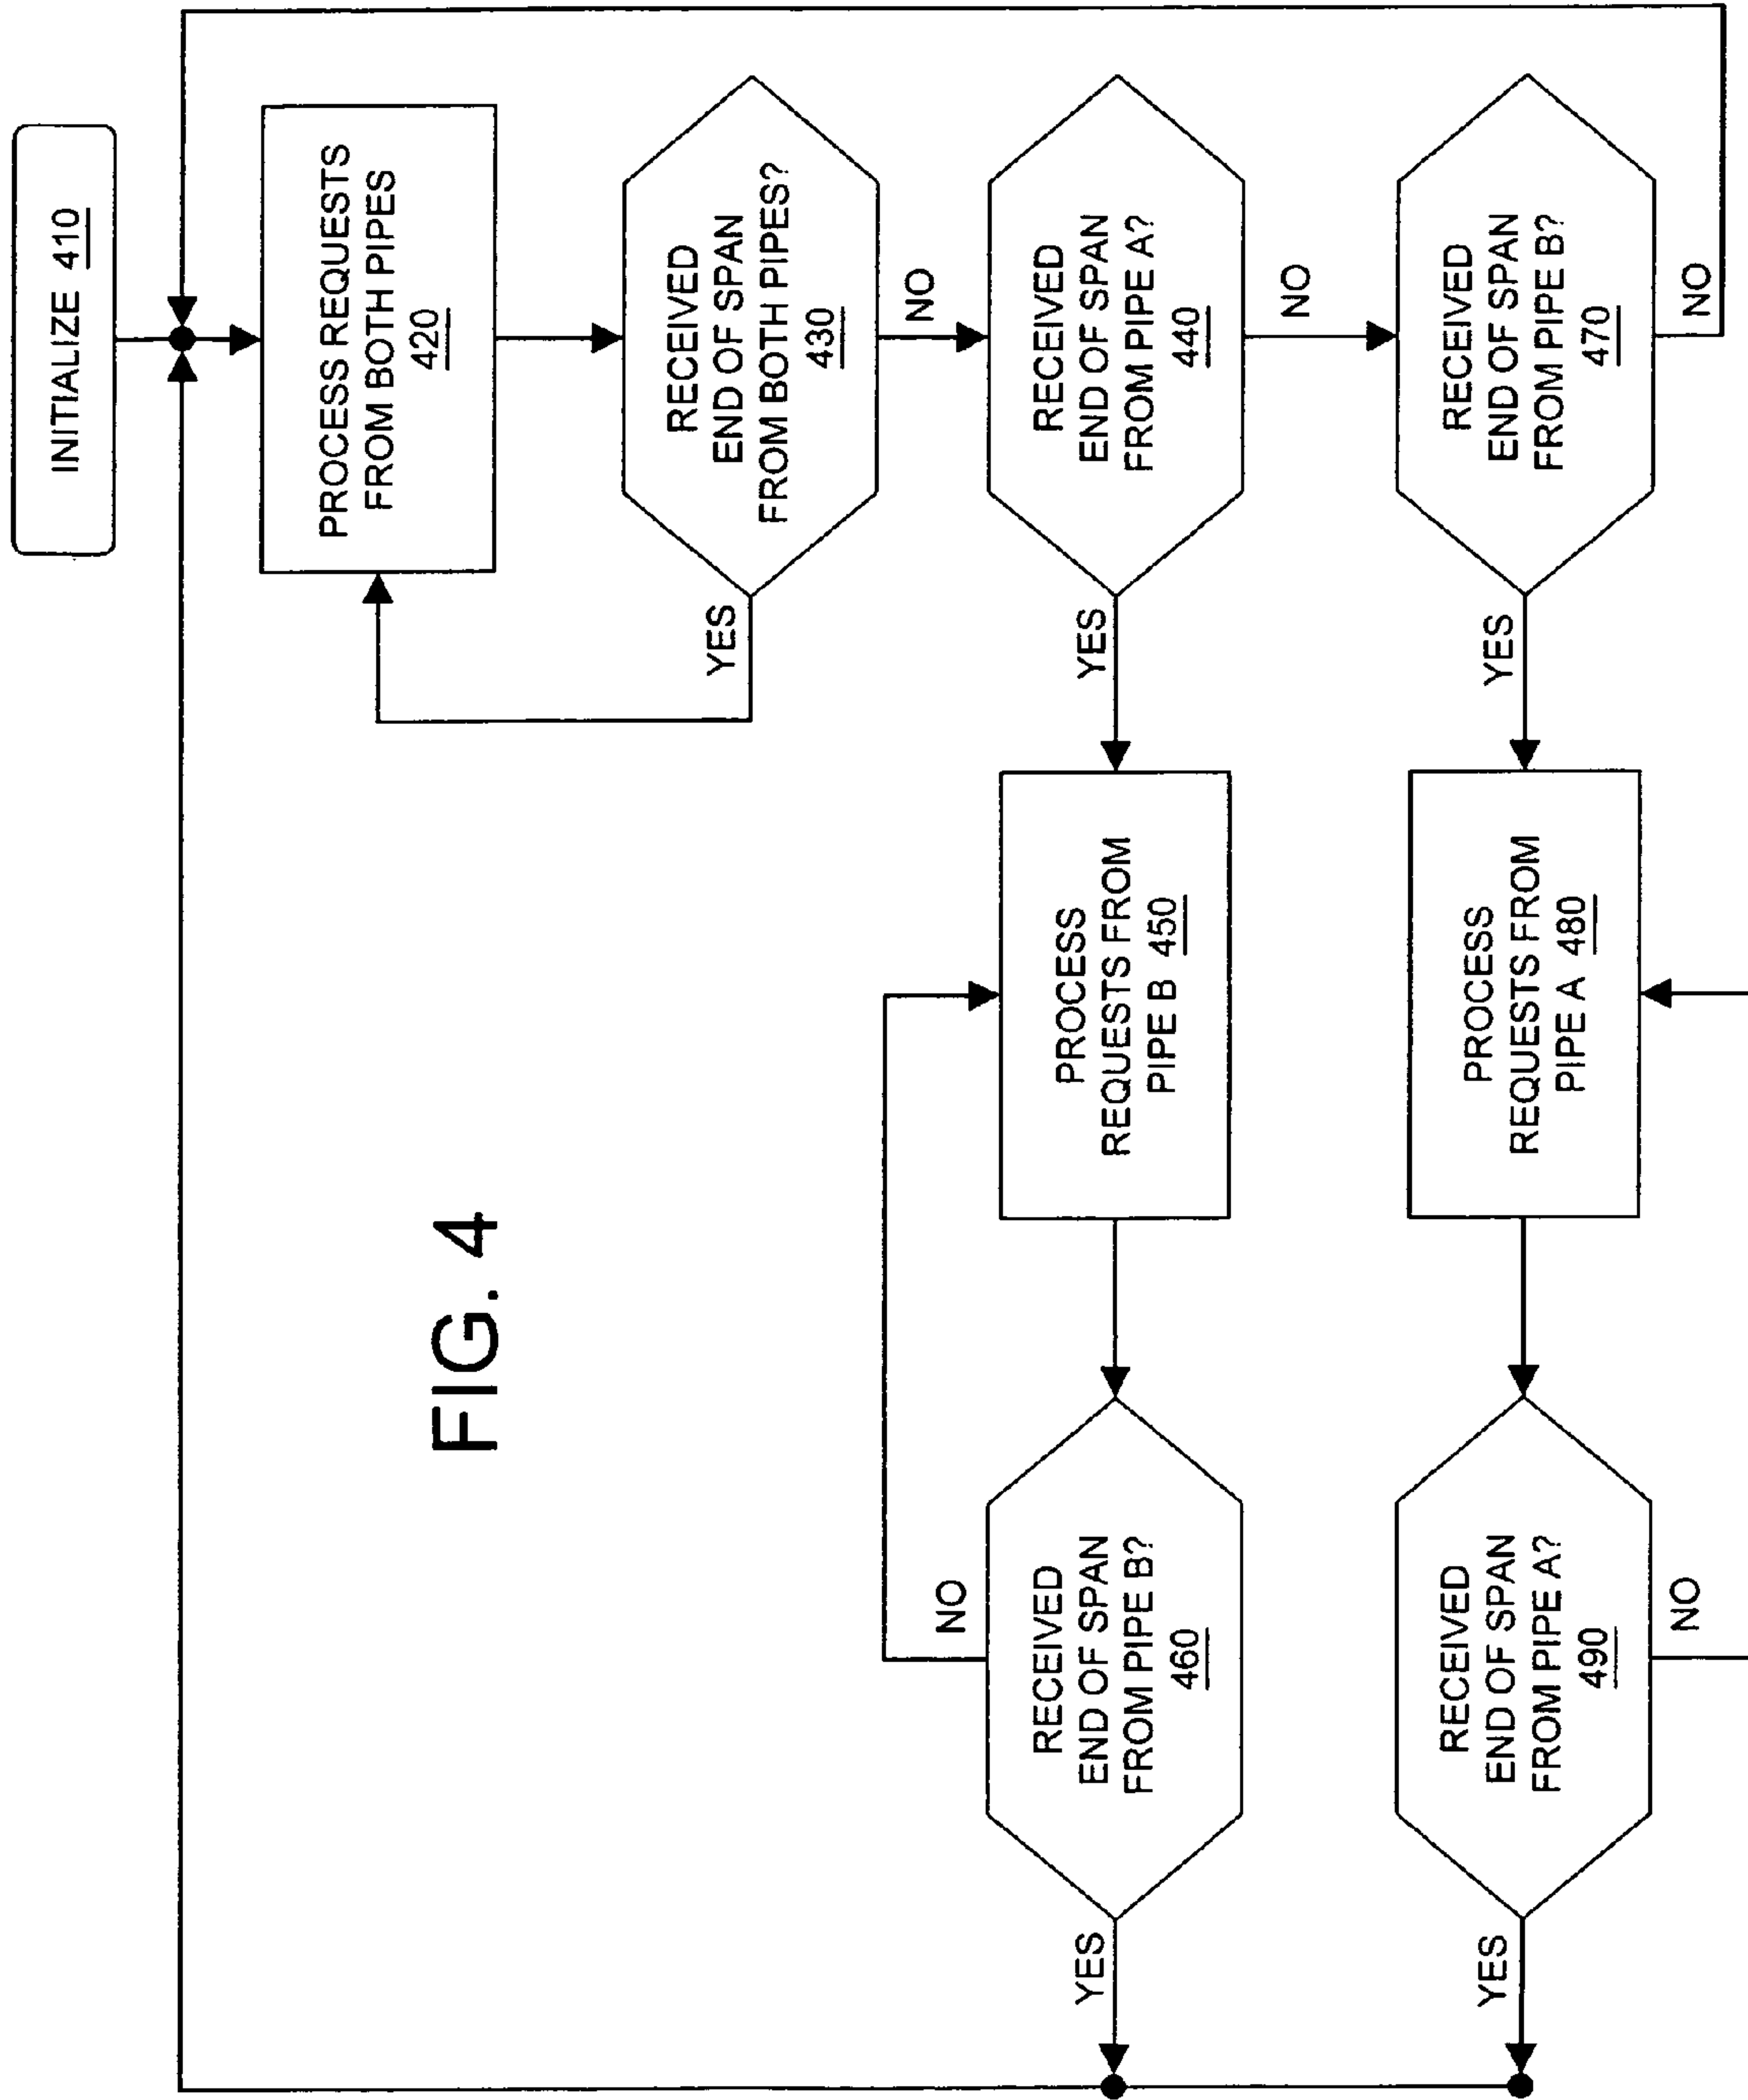 INITIALIZE 410
PROCESS REQUESTS
FROM BOTH PIPES
420
RECEIVED
END OF SPAN
FROM BOTH PIPES?
430
YES
NO
RECEIVED
END OF SPAN
FROM PIPE A?
440
YES
NO
RECEIVED
END OF SPAN
FROM PIPE B?
470
YES
NO
PROCESS
REQUESTS FROM
PIPE B 450
PROCESS
REQUESTS FROM
PIPE A 480
FIG. 4
RECEIVED
END OF SPAN
FROM PIPE B?
460
NO
YES
RECEIVED
END OF SPAN
FROM PIPE A?
490
NO
YES